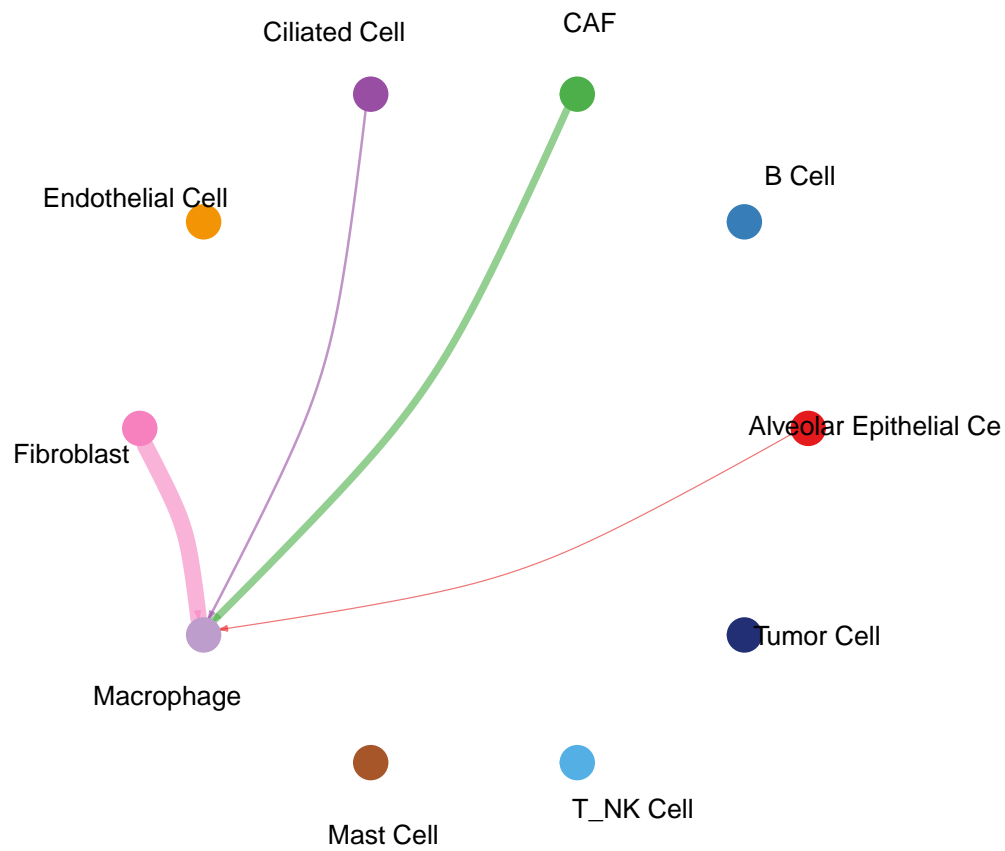 CAF
Ciliated Cell
B Cell
Endothelial Cell
Alveolar Epithelial Ce
Fibroblast
Tumor Cell
Macrophage
T_NK Cell
Mast Cell